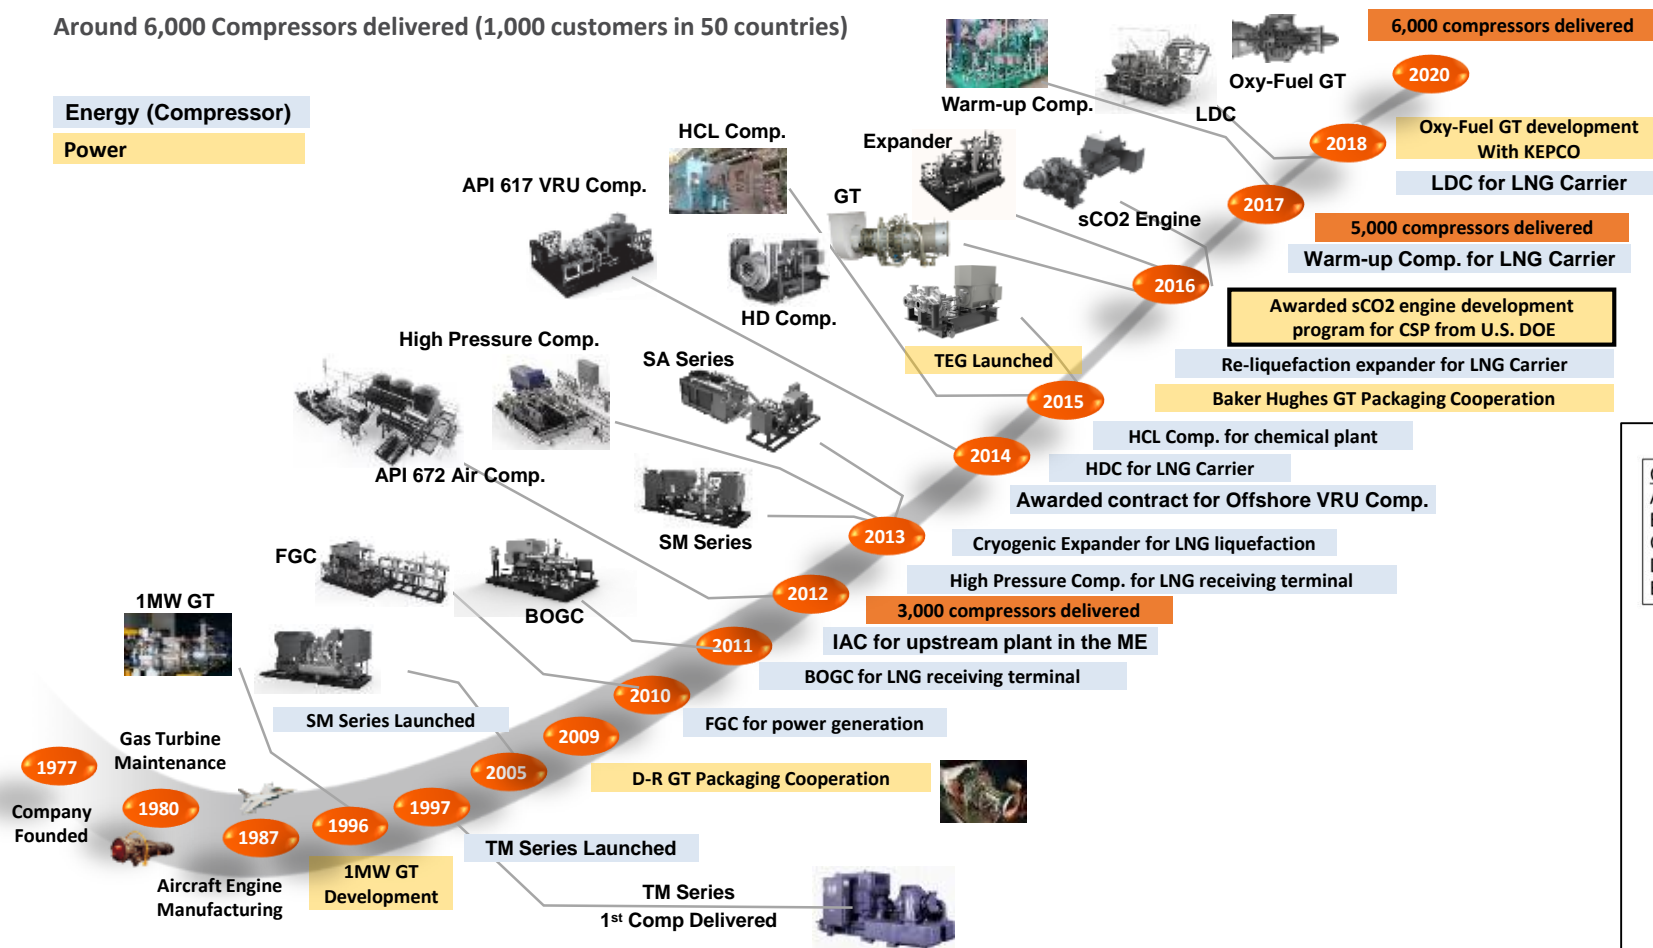 Around 6,000 Compressors delivered (1,000 customers in 50 countries)
6,000 compressors delivered
Energy (Compressor)
Power
2020
Oxy-Fuel GT
Warm-up Comp.
LDC
Oxy-Fuel GT development
With KEPCO
2018
HCL Comp.
Expander
LDC for LNG Carrier
API 617 VRU Comp.
GT
2017
sCO2 Engine
5,000 compressors delivered
Warm-up Comp. for LNG Carrier
2016
Awarded sCO2 engine development
program for CSP from U.S. DOE
HD Comp.
High Pressure Comp.
SA Series
TEG Launched
Re-liquefaction expander for LNG Carrier
2015
Baker Hughes GT Packaging Cooperation
HCL Comp. for chemical plant
2014
HDC for LNG Carrier
API 672 Air Comp.
Awarded contract for Offshore VRU Comp.
SM Series
2013
Cryogenic Expander for LNG liquefaction
FGC
High Pressure Comp. for LNG receiving terminal
2012
1MW GT
BOGC
3,000 compressors delivered
2011
IAC for upstream plant in the ME
BOGC for LNG receiving terminal
2010
SM Series Launched
FGC for power generation
2009
Gas Turbine
Maintenance
1977
2005
D-R GT Packaging Cooperation
Company
Founded
1980
1987
1996
1997
TM Series Launched
1MW GT
Development
Aircraft Engine
Manufacturing
TM Series
1st Comp Delivered